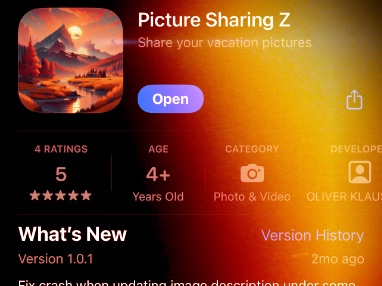 Picture Sharing Z
Share your vacation pictures
Open
4 RATINGS
AGE
CATEGORY
DEVELOPE
5
4+
★★★★★
Years Old
Photo & Video
OLIVER KLAUS
What's New
Version History
Version 1.0.1
2mo ago
Fix crash when updating image description under some